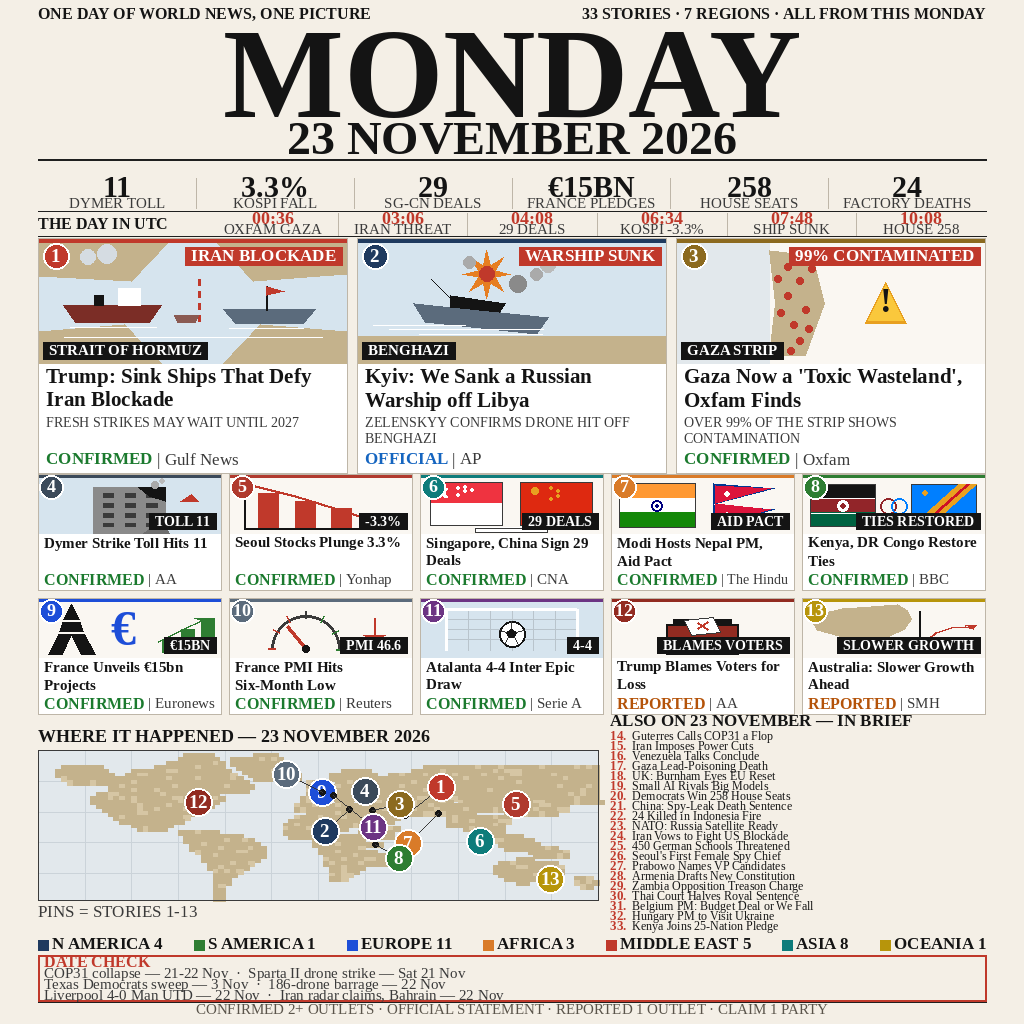 ONE DAY OF WORLD NEWS, ONE PICTURE
33 STORIES · 7 REGIONS · ALL FROM THIS MONDAY
MONDAY
23 NOVEMBER 2026
11
DYMER TOLL
3.3%
KOSPI FALL
29
SG-CN DEALS
€15BN
FRANCE PLEDGES
258
HOUSE SEATS
24
FACTORY DEATHS
THE DAY IN UTC
00:36
OXFAM GAZA
03:06
IRAN THREAT
04:08
29 DEALS
06:34
KOSPI -3.3%
07:48
SHIP SUNK
10:08
HOUSE 258
1
IRAN BLOCKADE
STRAIT OF HORMUZ
Trump: Sink Ships That Defy
Iran Blockade
FRESH STRIKES MAY WAIT UNTIL 2027
CONFIRMED | Gulf News
2
WARSHIP SUNK
BENGHAZI
Kyiv: We Sank a Russian
Warship off Libya
ZELENSKYY CONFIRMS DRONE HIT OFF
BENGHAZI
OFFICIAL | AP
3
99% CONTAMINATED
!
GAZA STRIP
Gaza Now a 'Toxic Wasteland',
Oxfam Finds
OVER 99% OF THE STRIP SHOWS
CONTAMINATION
CONFIRMED | Oxfam
4
TOLL 11
Dymer Strike Toll Hits 11
CONFIRMED | AA
5
-3.3%
Seoul Stocks Plunge 3.3%
CONFIRMED | Yonhap
6
29 DEALS
Singapore, China Sign 29
Deals
CONFIRMED | CNA
7
AID PACT
Modi Hosts Nepal PM,
Aid Pact
CONFIRMED | The Hindu
8
TIES RESTORED
Kenya, DR Congo Restore
Ties
CONFIRMED | BBC
9
€
€15BN
France Unveils €15bn
Projects
CONFIRMED | Euronews
10
PMI 46.6
France PMI Hits
Six-Month Low
CONFIRMED | Reuters
11
4-4
Atalanta 4-4 Inter Epic
Draw
CONFIRMED | Serie A
12
BLAMES VOTERS
Trump Blames Voters for
Loss
REPORTED | AA
13
SLOWER GROWTH
Australia: Slower Growth
Ahead
REPORTED | SMH
WHERE IT HAPPENED — 23 NOVEMBER 2026
10
9
4
1
12
3
5
2
11
7
6
8
13
PINS = STORIES 1-13
ALSO ON 23 NOVEMBER — IN BRIEF
14. Guterres Calls COP31 a Flop
15. Iran Imposes Power Cuts
16. Venezuela Talks Conclude
17. Gaza Lead-Poisoning Death
18. UK: Burnham Eyes EU Reset
19. Small AI Rivals Big Models
20. Democrats Win 258 House Seats
21. China: Spy-Leak Death Sentence
22. 24 Killed in Indonesia Fire
23. NATO: Russia Satellite Ready
24. Iran Vows to Fight US Blockade
25. 450 German Schools Threatened
26. Seoul's First Female Spy Chief
27. Prabowo Names VP Candidates
28. Armenia Drafts New Constitution
29. Zambia Opposition Treason Charge
30. Thai Court Halves Royal Sentence
31. Belgium PM: Budget Deal or We Fall
32. Hungary PM to Visit Ukraine
33. Kenya Joins 25-Nation Pledge
N AMERICA 4
S AMERICA 1
EUROPE 11
AFRICA 3
MIDDLE EAST 5
ASIA 8
OCEANIA 1
DATE CHECK
COP31 collapse — 21-22 Nov · Sparta II drone strike — Sat 21 Nov
Texas Democrats sweep — 3 Nov · 186-drone barrage — 22 Nov
Liverpool 4-0 Man UTD — 22 Nov · Iran radar claims, Bahrain — 22 Nov
CONFIRMED 2+ OUTLETS · OFFICIAL STATEMENT · REPORTED 1 OUTLET · CLAIM 1 PARTY